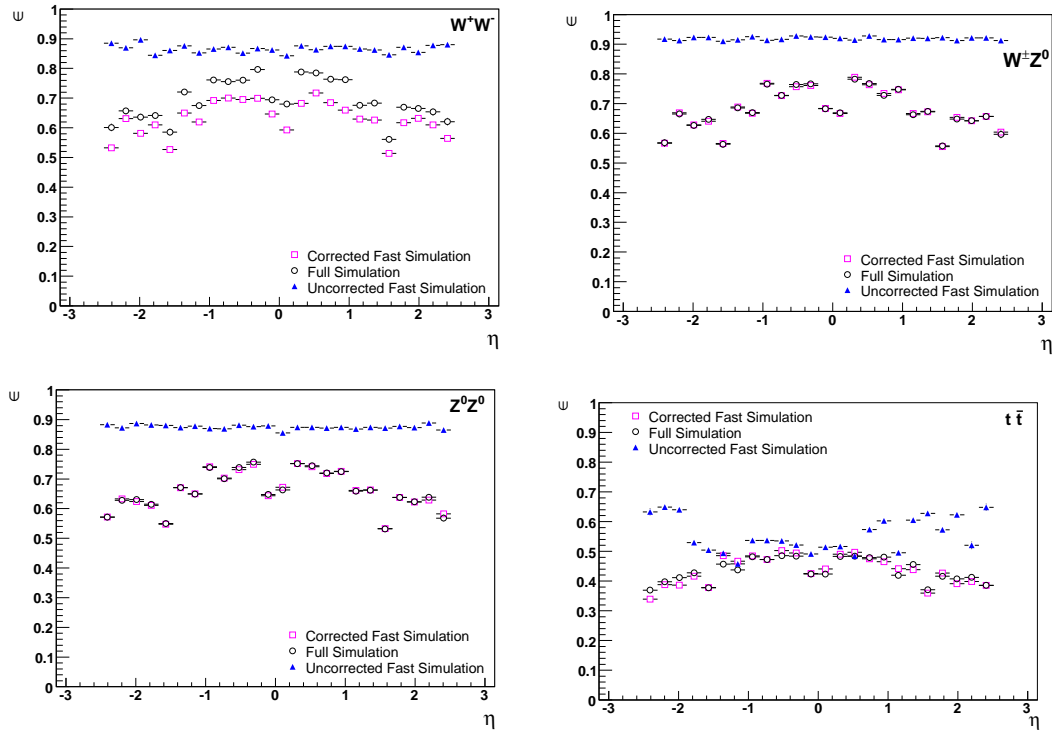 ∈ 1
W⁺W⁻
0.9
0.8
0.7
0.6
0.5
0.4
0.3
0.2
0.1
0
Corrected Fast Simulation
Full Simulation
Uncorrected Fast Simulation
-3 -2 -1 0 1 2 3
η
∈ 1
W±Z⁰
0.9
0.8
0.7
0.6
0.5
0.4
0.3
0.2
0.1
0
Corrected Fast Simulation
Full Simulation
Uncorrected Fast Simulation
-3 -2 -1 0 1 2 3
η
∈ 1
Z⁰Z⁰
0.9
0.8
0.7
0.6
0.5
0.4
0.3
0.2
0.1
0
Corrected Fast Simulation
Full Simulation
Uncorrected Fast Simulation
-3 -2 -1 0 1 2 3
η
∈ 1
Corrected Fast Simulation
t t̄
Full Simulation
Uncorrected Fast Simulation
0.9
0.8
0.7
0.6
0.5
0.4
0.3
0.2
0.1
0
-3 -2 -1 0 1 2 3
η